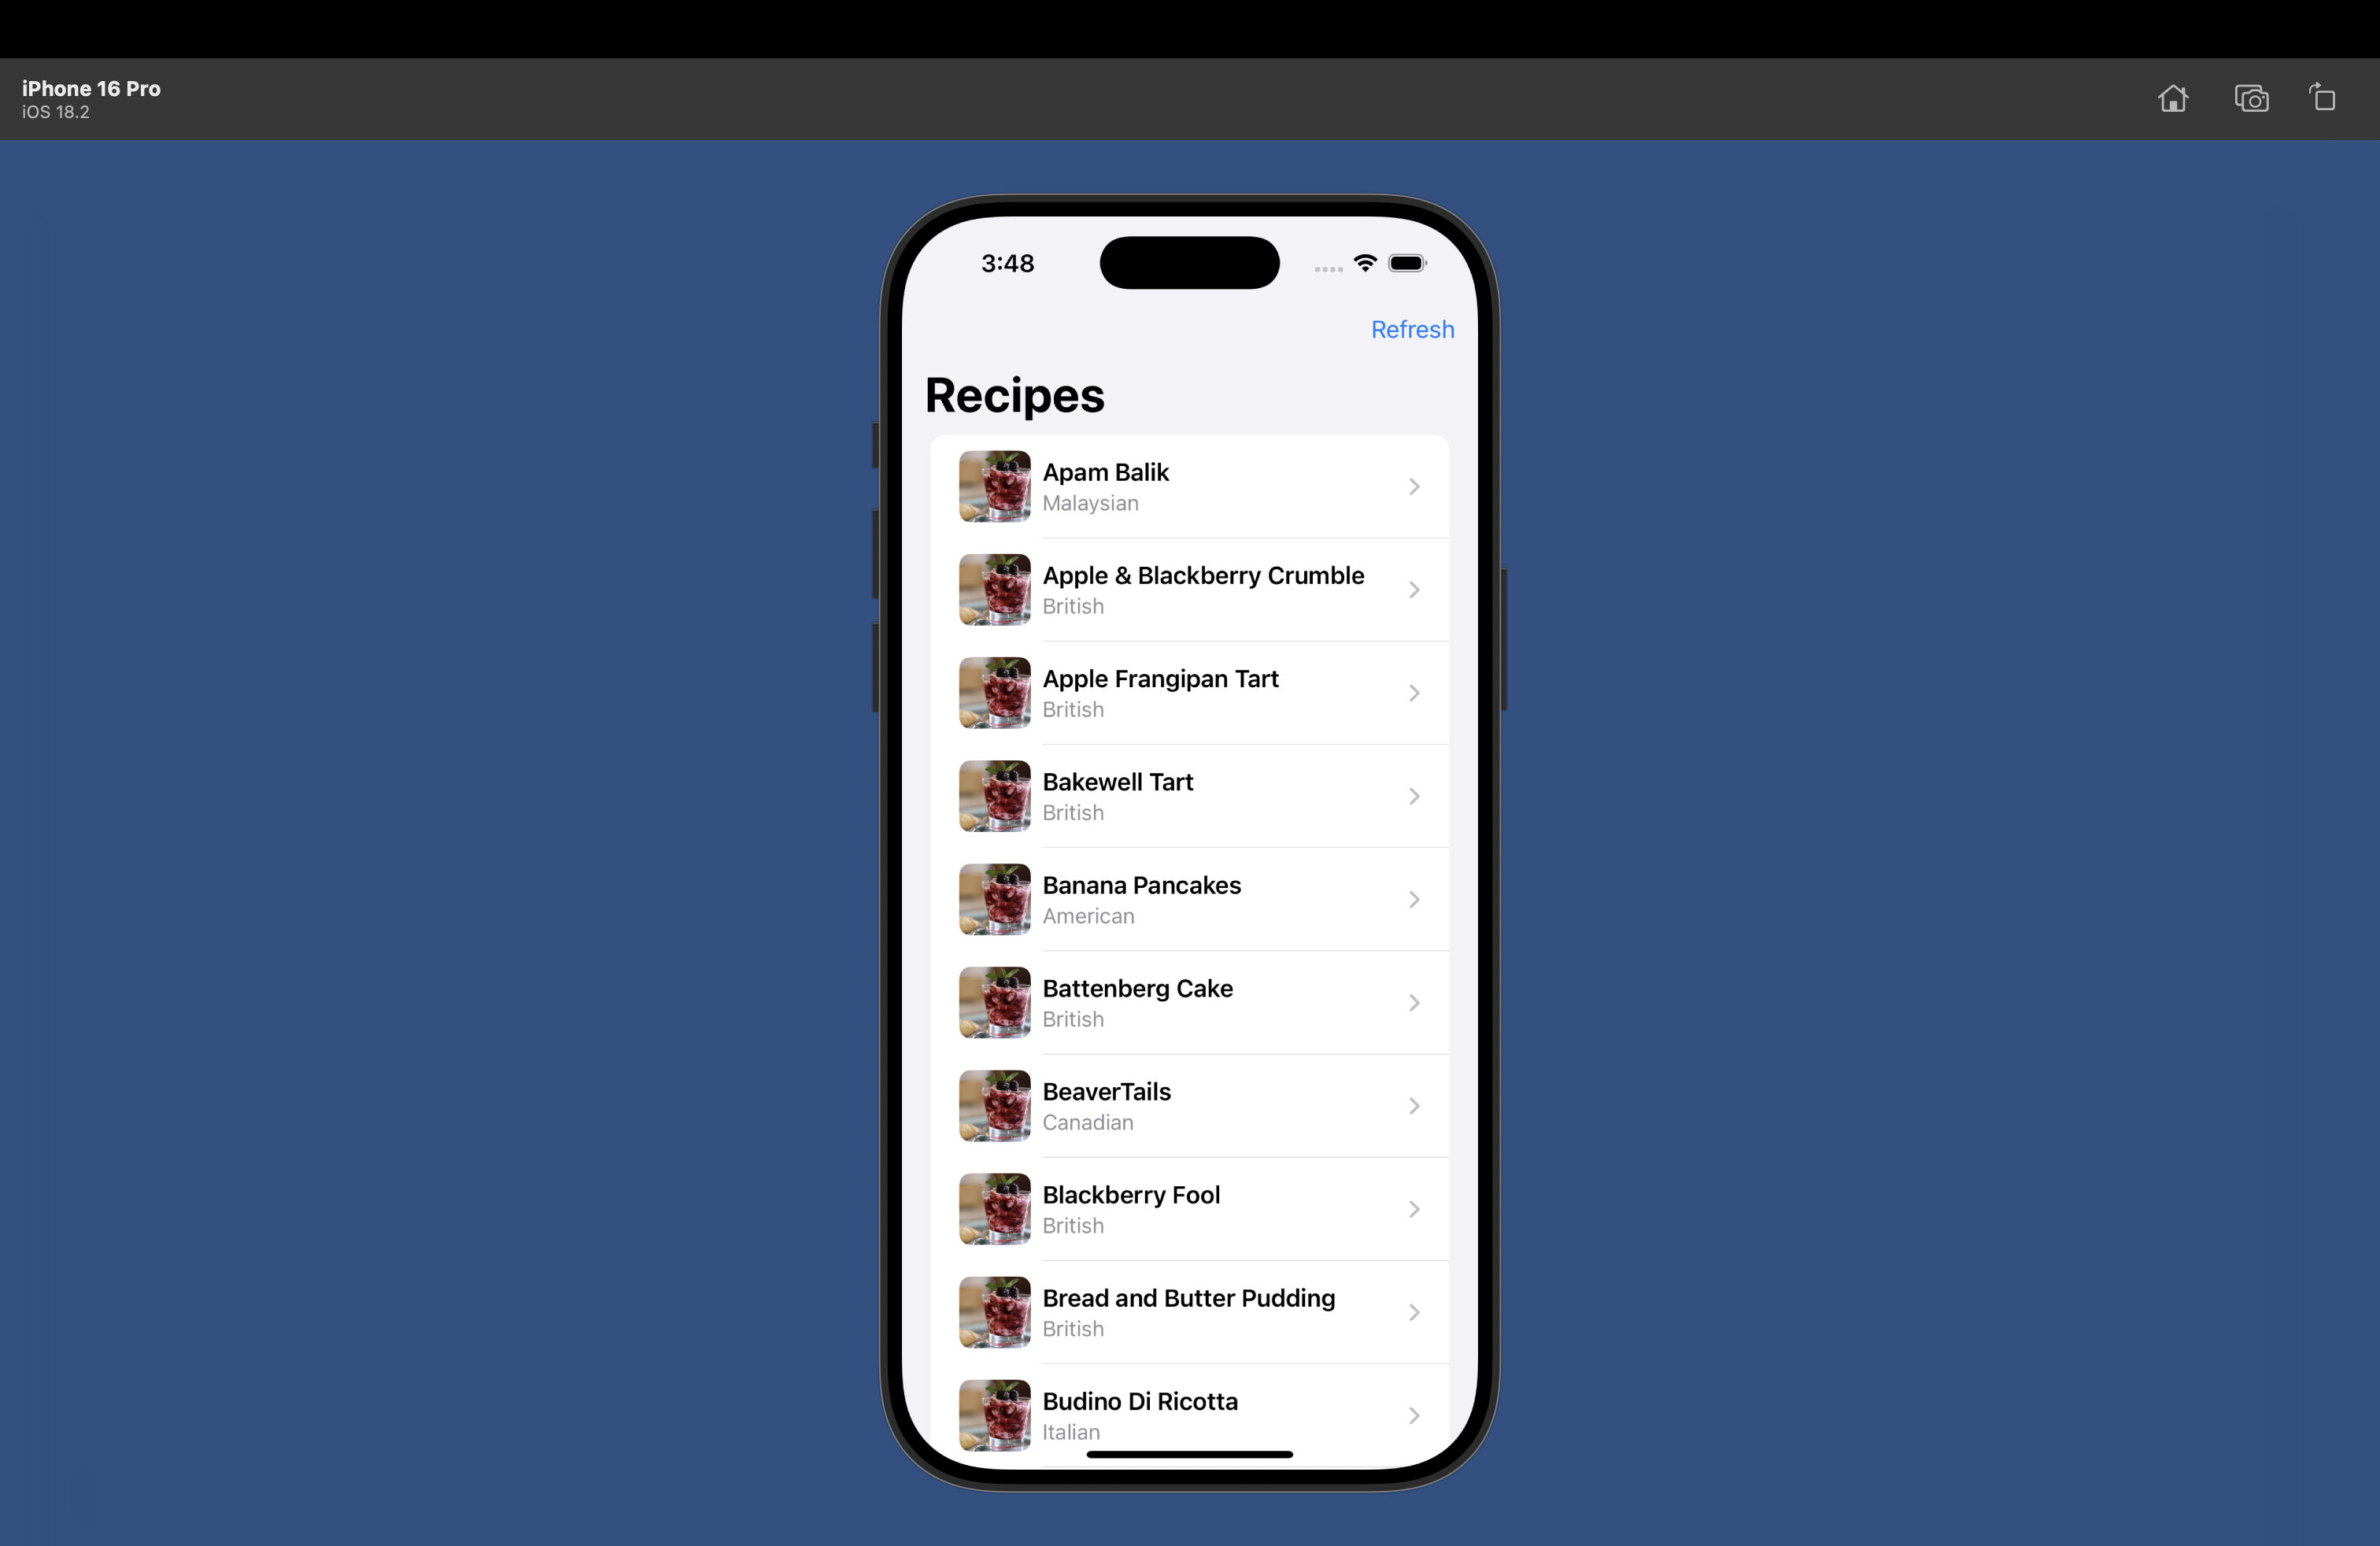 iPhone 16 Pro
iOS 18.2
3:48
Refresh
Recipes
Apam Balik
Malaysian
Apple & Blackberry Crumble
British
Apple Frangipan Tart
British
Bakewell Tart
British
Banana Pancakes
American
Battenberg Cake
British
BeaverTails
Canadian
Blackberry Fool
British
Bread and Butter Pudding
British
Budino Di Ricotta
Italian